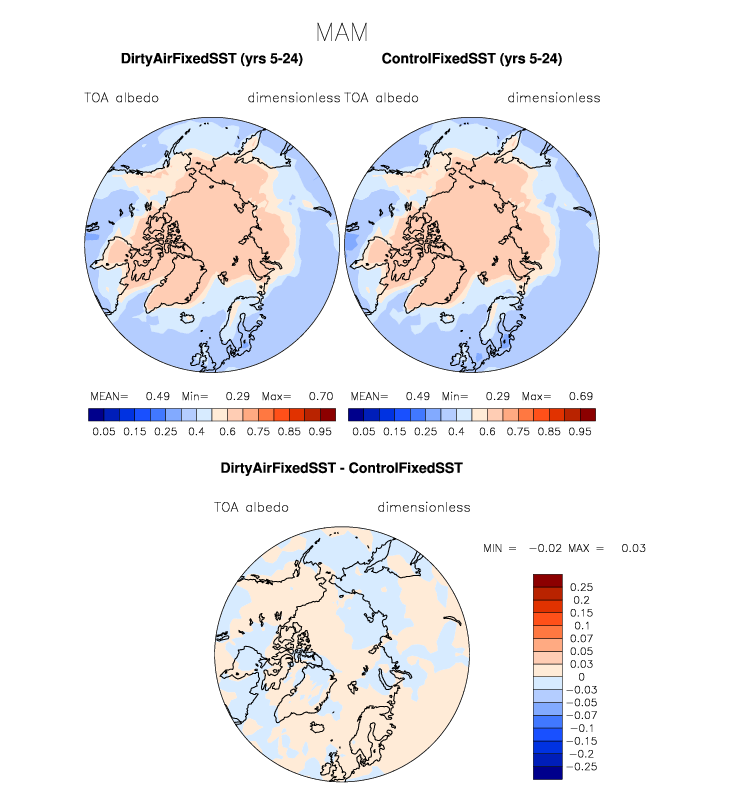 MAM
DirtyAirFixedSST (yrs 5-24) ControlFixedSST (yrs 5-24)
TOA albedo dimensionless TOA albedo dimensionless
MEAN= 0.49 Min= 0.29 Max= 0.70 MEAN= 0.49 Min= 0.29 Max= 0.69
0.05 0.15 0.25 0.4 0.6 0.75 0.85 0.95 0.05 0.15 0.25 0.4 0.6 0.75 0.85 0.95
DirtyAirFixedSST - ControlFixedSST
TOA albedo dimensionless
MIN = −0.02 MAX = 0.03
0.25
0.2
0.15
0.1
0.07
0.05
0.03
0
−0.03
−0.05
−0.07
−0.1
−0.15
−0.2
−0.25